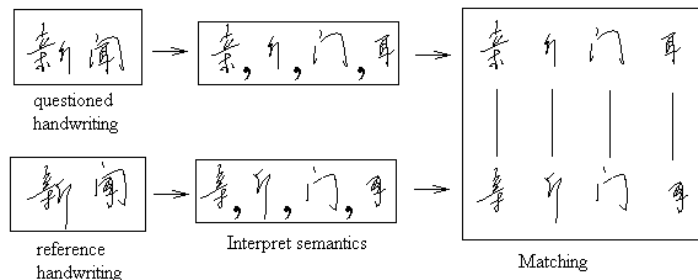 新闻
亲,斤,门,耳
亲 斤 门 耳
questioned
handwriting
新闻
亲,斤,门,耳
亲 斤 门 耳
reference
handwriting
Interpret semantics
Matching